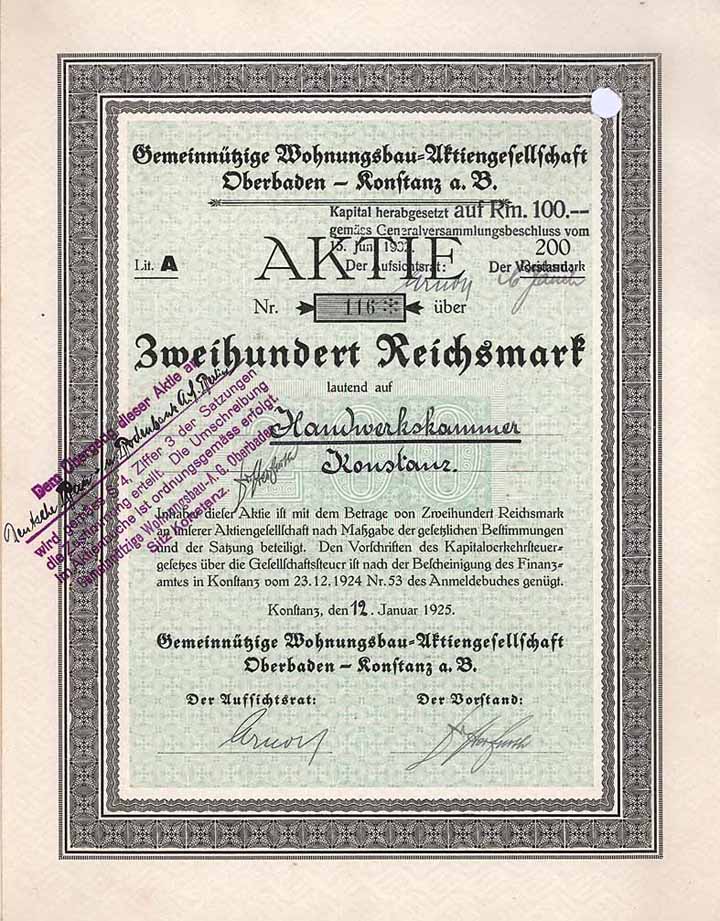 Gemeinnützige Wohnungsbau=Aktiengesellschaft
Oberbaden – Konstanz a. B.
Kapital herabgesetzt auf Rm. 100.--
gemäss Generalversammlungsbeschluss vom
15. Juni 200
Lit. A AKTIE
Der Aufsichtsrat: Der Vorstand:
Nr. 116 über
Zweihundert Reichsmark
lautend auf
Handwerkskammer
Konstanz.
Dem Übergang dieser Aktie an
Deutsche Bau- u. Bodenbank A.G. Berlin
wird gemäss 4, Ziffer 3 der Satzungen
die Zustimmung erteilt. Die Umschreibung
im Aktienbuche ist ordnungsgemäss erfolgt.
Gemeinnützige Wohnungsbau-A. G. Oberbaden
Sitz Konstanz.
Inhaber dieser Aktie ist mit dem Betrage von Zweihundert Reichsmark
an unserer Aktiengesellschaft nach Maßgabe der gesetzlichen Bestimmungen
und der Satzung beteiligt. Den Vorschriften des Kapitalverkehrsteuer-
gesetzes über die Gesellschaftsteuer ist nach der Bescheinigung des Finanz-
amtes in Konstanz vom 23.12.1924 Nr. 53 des Anmeldebuches genügt.
Konstanz, den 12. Januar 1925.
Gemeinnützige Wohnungsbau=Aktiengesellschaft
Oberbaden – Konstanz a. B.
Der Aufsichtsrat: Der Vorstand: